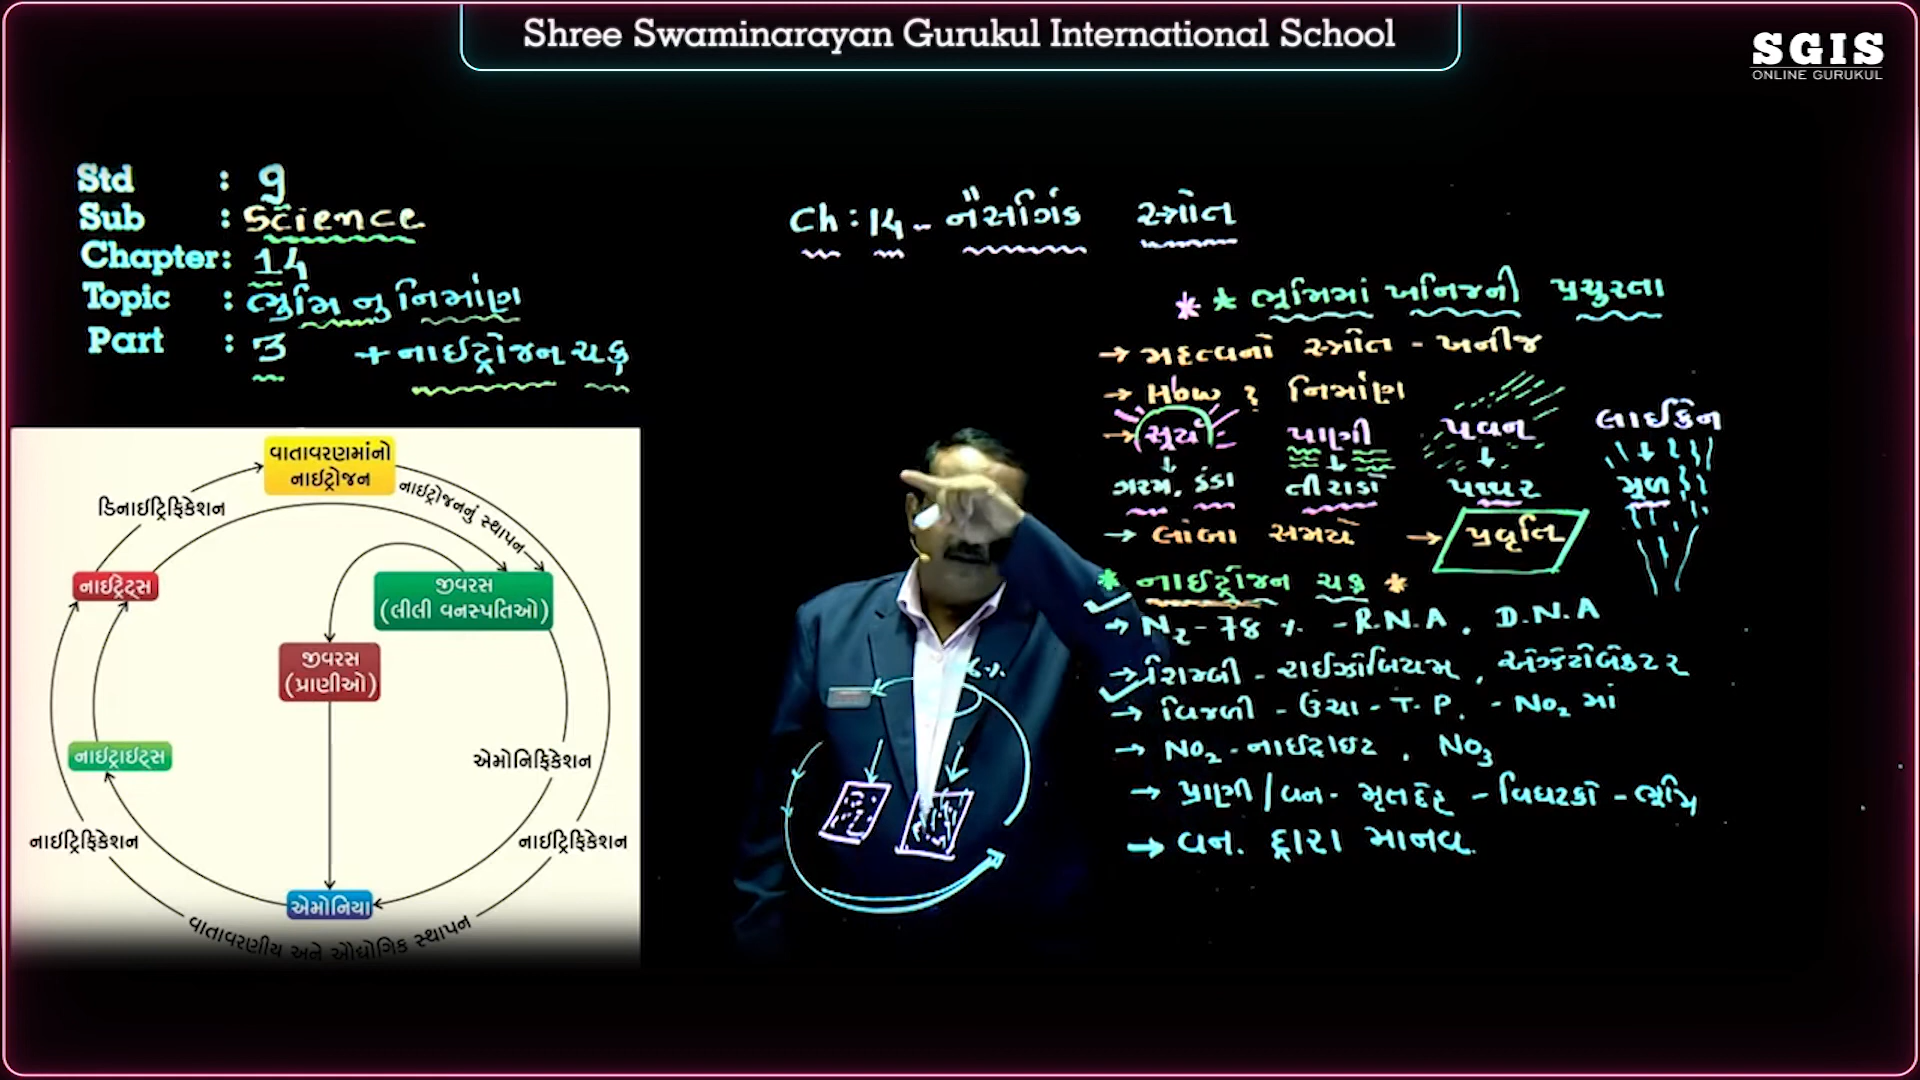 Shree Swaminarayan Gurukul International School
SGIS
ONLINE GURUKUL
Std : 9
Sub : Science
Chapter: 14
Topic : ભુમિ નુ નિર્માણ
Part : 3 + નાઈટ્રોજન ચક્ર
Ch : 14 - નૈસર્ગિક સ્ત્રોત
* * ભૂમિમાં ખનિજની પ્રચુરતા
→ મહત્વનો સ્ત્રોત - ખનીજ
→ How ? નિર્માણ
→ સૂર્ય પાણી પવન લાઈકેન
↓ ↓ ↓ ↓
ગરમ, ઠંડા તીરાડો પથ્થર મૂળ
→ લાંબા સમયે → પ્રવૃતિ
* નાઈટ્રોજન ચક્ર *
→ N₂ - 78 % - R.N.A , D.N.A
→ શિમ્બી - રાઈઝોબિયમ , એઝેટોબેકટર
→ વિજળી - ઉંચા - T. P. - NO₂ માં
→ NO₂ - નાઈટ્રાઇટ , NO₃
→ પ્રાણી / વન - મૃતદેહ - વિઘટકો - ભૂમિ
→ વન. દ્વારા માનવ.
વાતાવરણમાંનો
નાઈટ્રોજન
ડિનાઈટ્રિફિકેશન
નાઈટ્રોજનનું સ્થાપન
નાઈટ્રેટ્સ
જીવરસ
(લીલી વનસ્પતિઓ)
જીવરસ
(પ્રાણીઓ)
નાઈટ્રાઈટ્સ
એમોનિફિકેશન
નાઈટ્રિફિકેશન
નાઈટ્રિફિકેશન
એમોનિયા
વાતાવરણીય અને ઔદ્યોગિક સ્થાપન